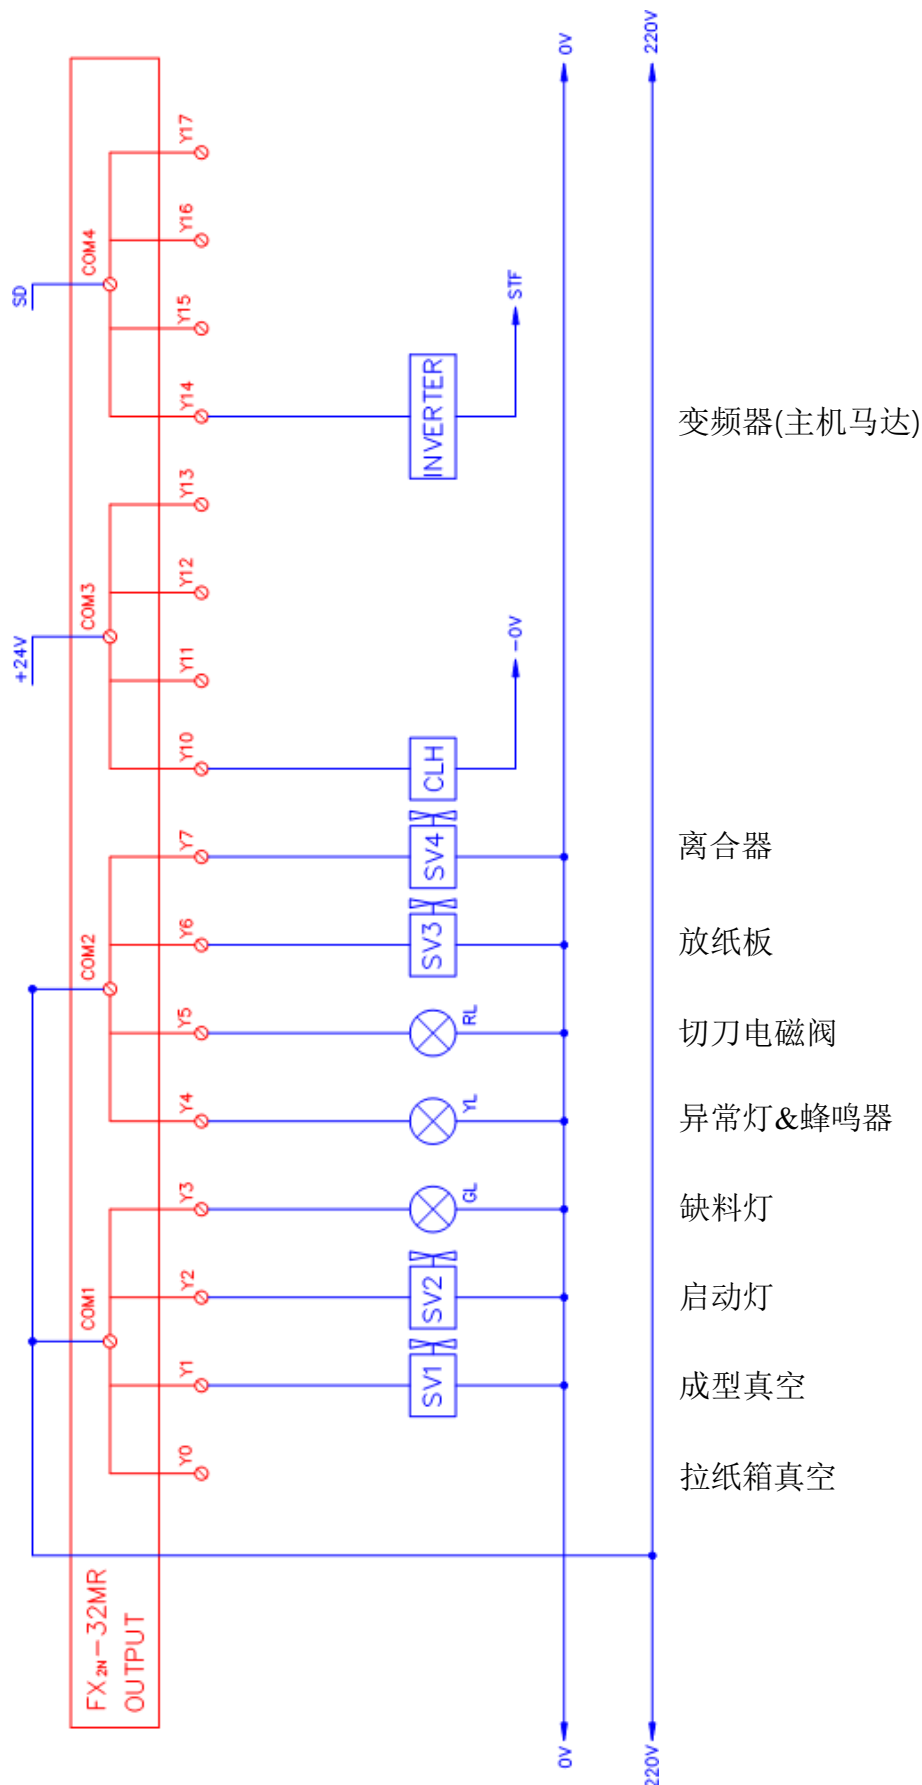 0V
220V
Y17
Y16
COM4
SD
Y15
STF
Y14
INVERTER
变频器(主机马达)
Y13
Y12
COM3
+24V
Y11
-0V
Y10
CLH
Y7
SV4
离合器
Y6
SV3
放纸板
COM2
Y5
RL
切刀电磁阀
Y4
YL
异常灯&蜂鸣器
Y3
GL
缺料灯
Y2
SV2
启动灯
COM1
Y1
SV1
成型真空
Y0
拉纸箱真空
FX2N-32MR
OUTPUT
0V
220V